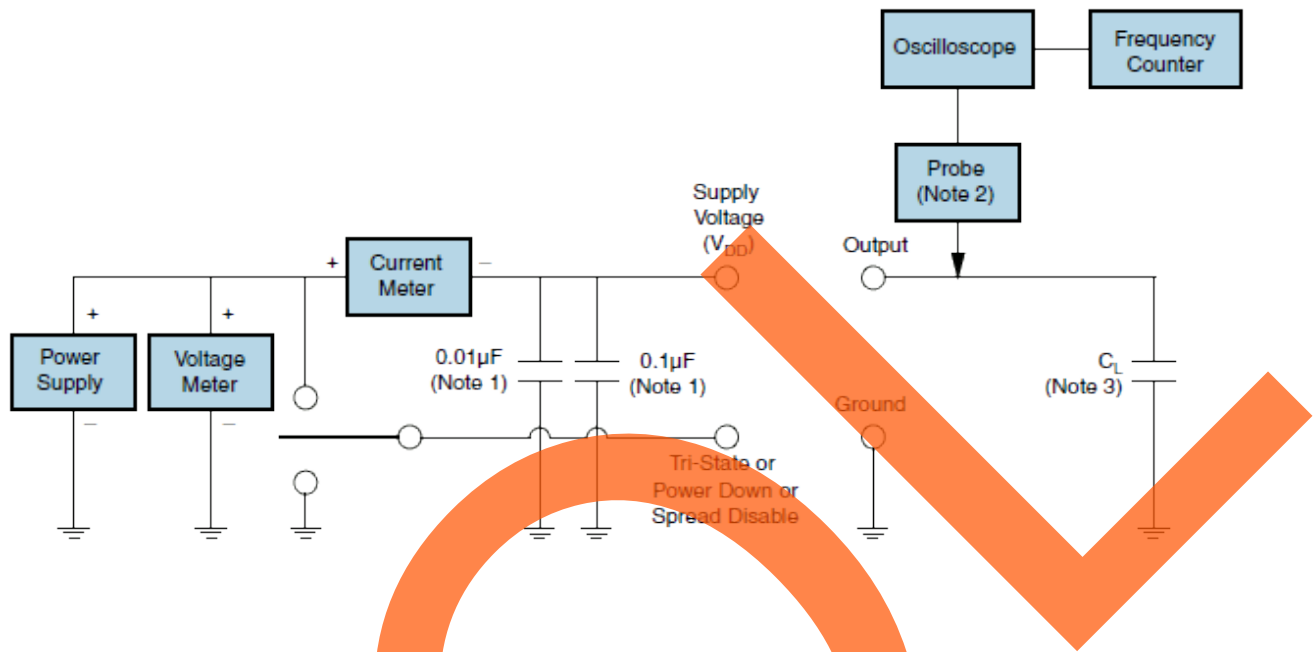 Oscilloscope
Frequency
Counter
Probe
(Note 2)
Supply
Voltage
(VDD)
Output
+
Current
Meter
–
+
Power
Supply
–
+
Voltage
Meter
–
0.01µF
(Note 1)
0.1µF
(Note 1)
CL
(Note 3)
Ground
Tri-State or
Power Down or
Spread Disable